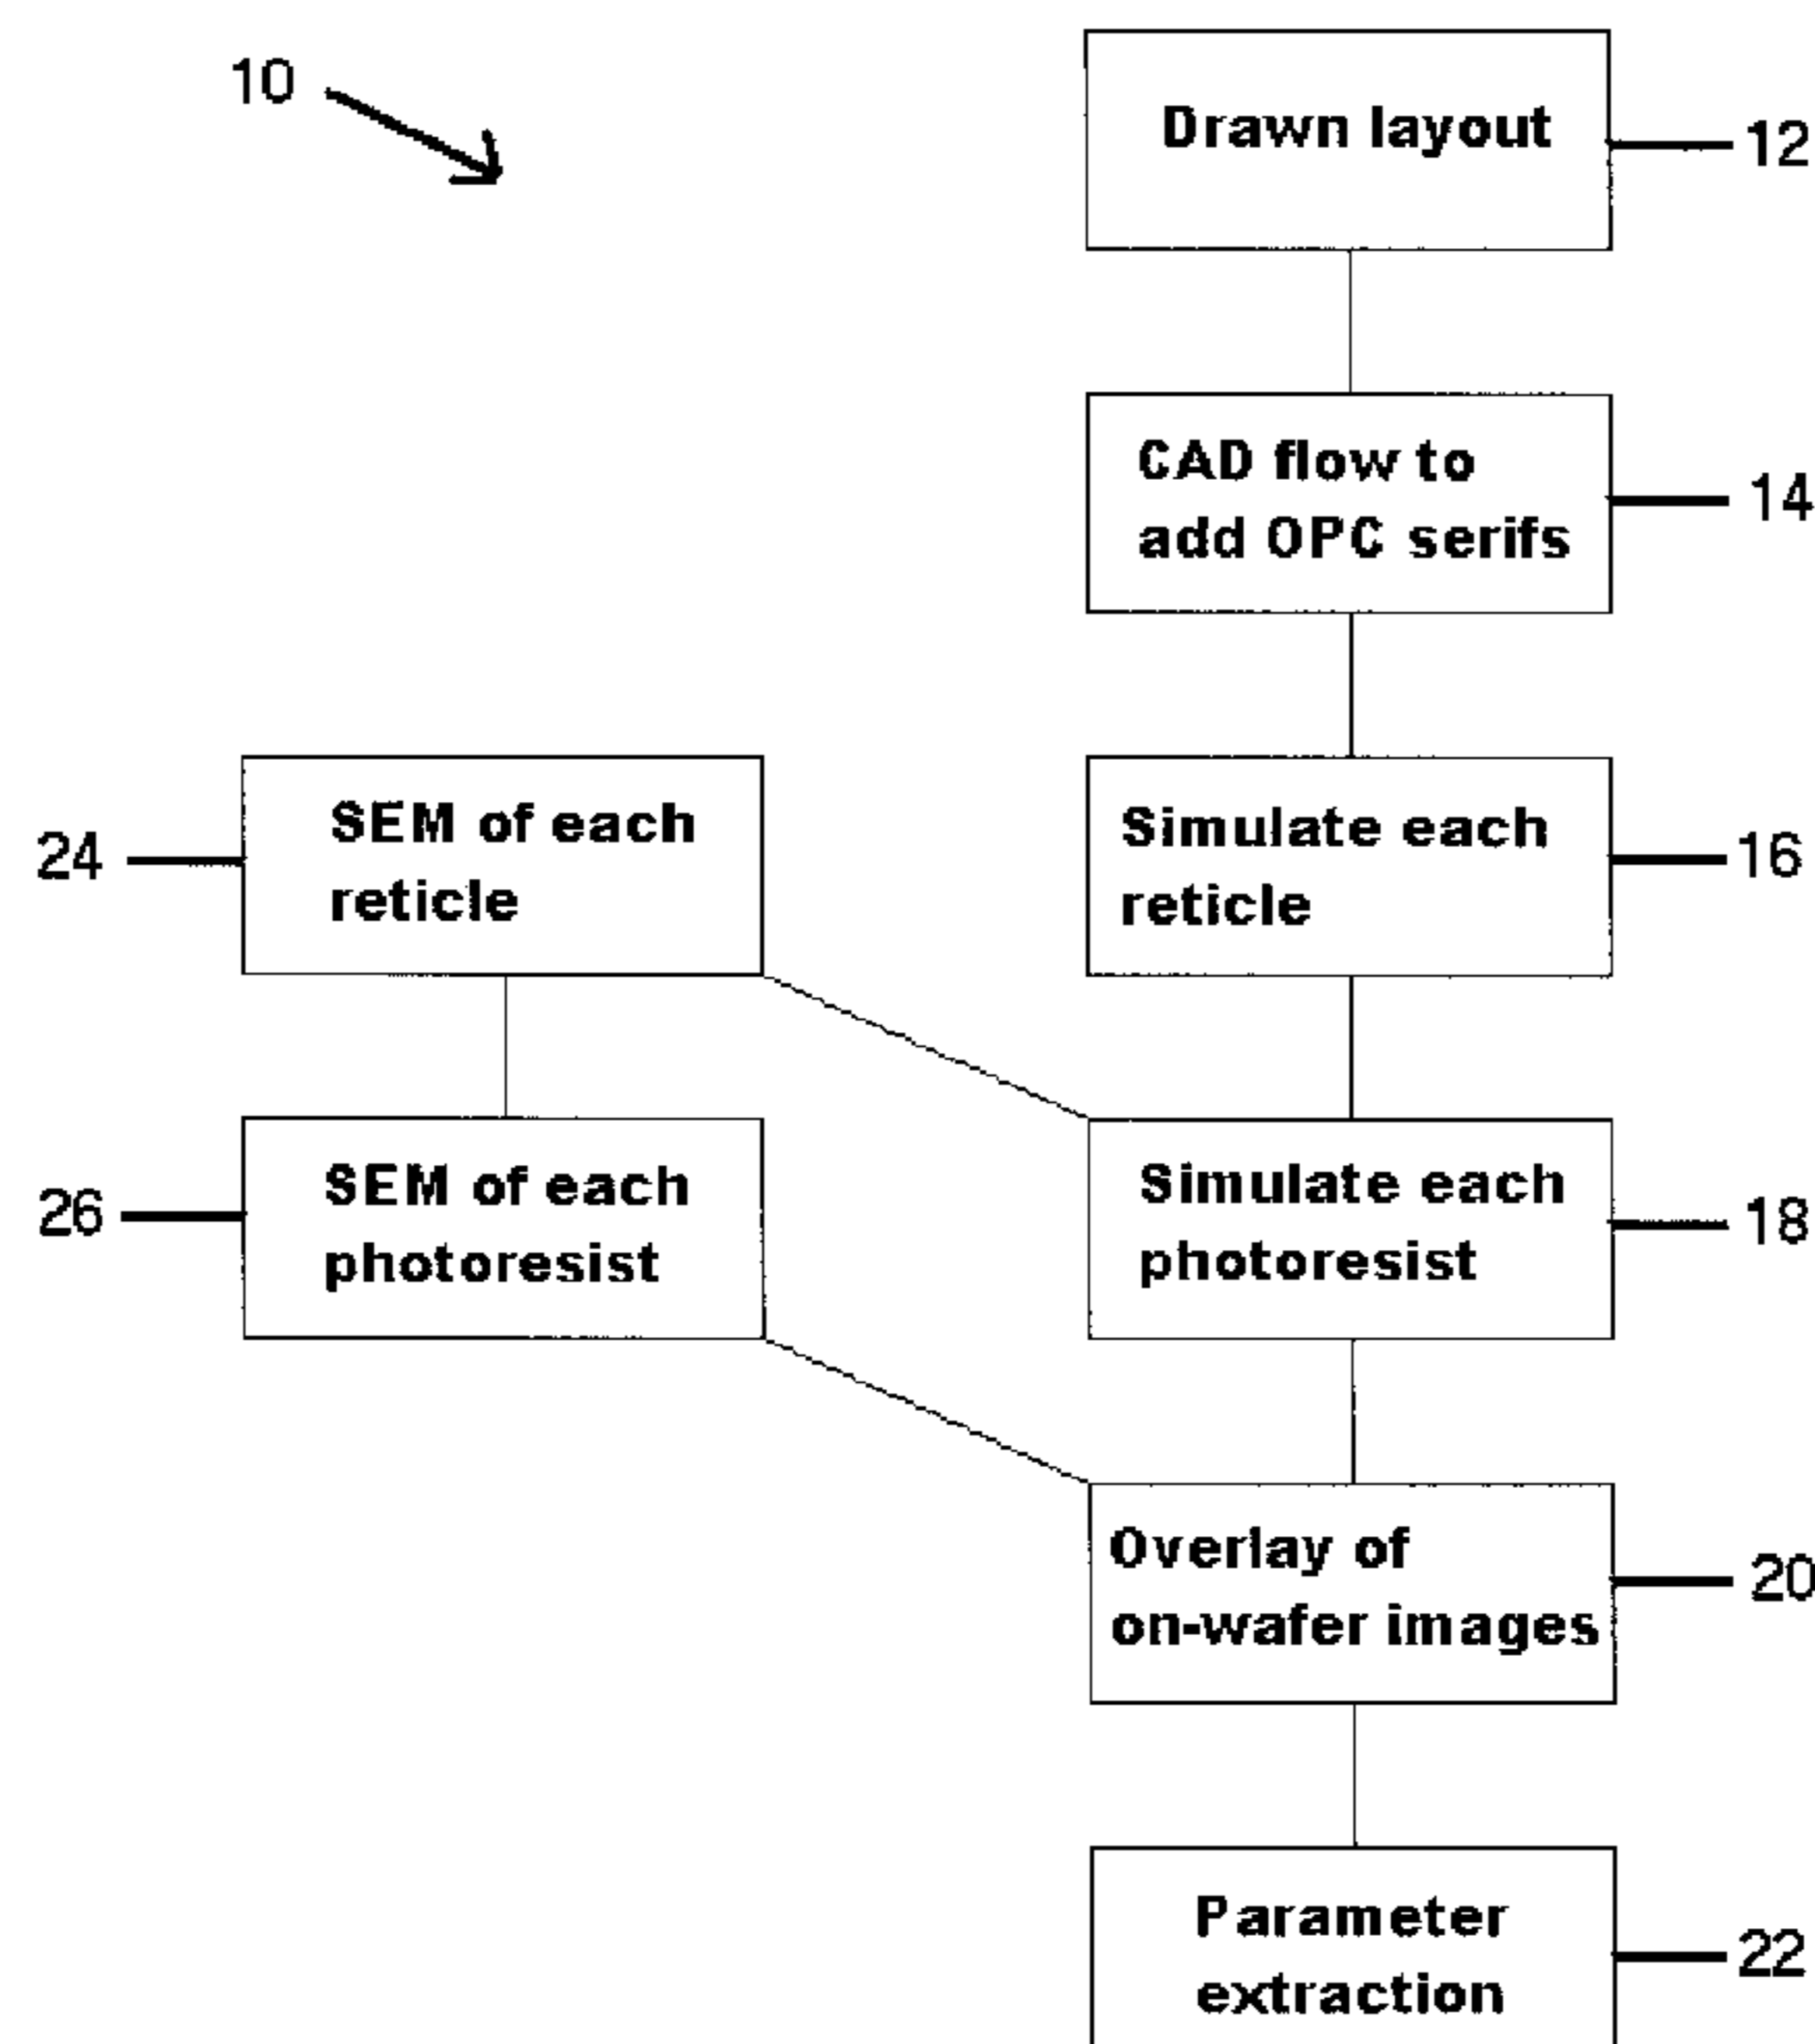 10
Drawn layout
12
CAD flow to
add OPC serifs
14
24
SEM of each
reticle
Simulate each
reticle
16
26
SEM of each
photoresist
Simulate each
photoresist
18
Overlay of
on-wafer images
20
Parameter
extraction
22